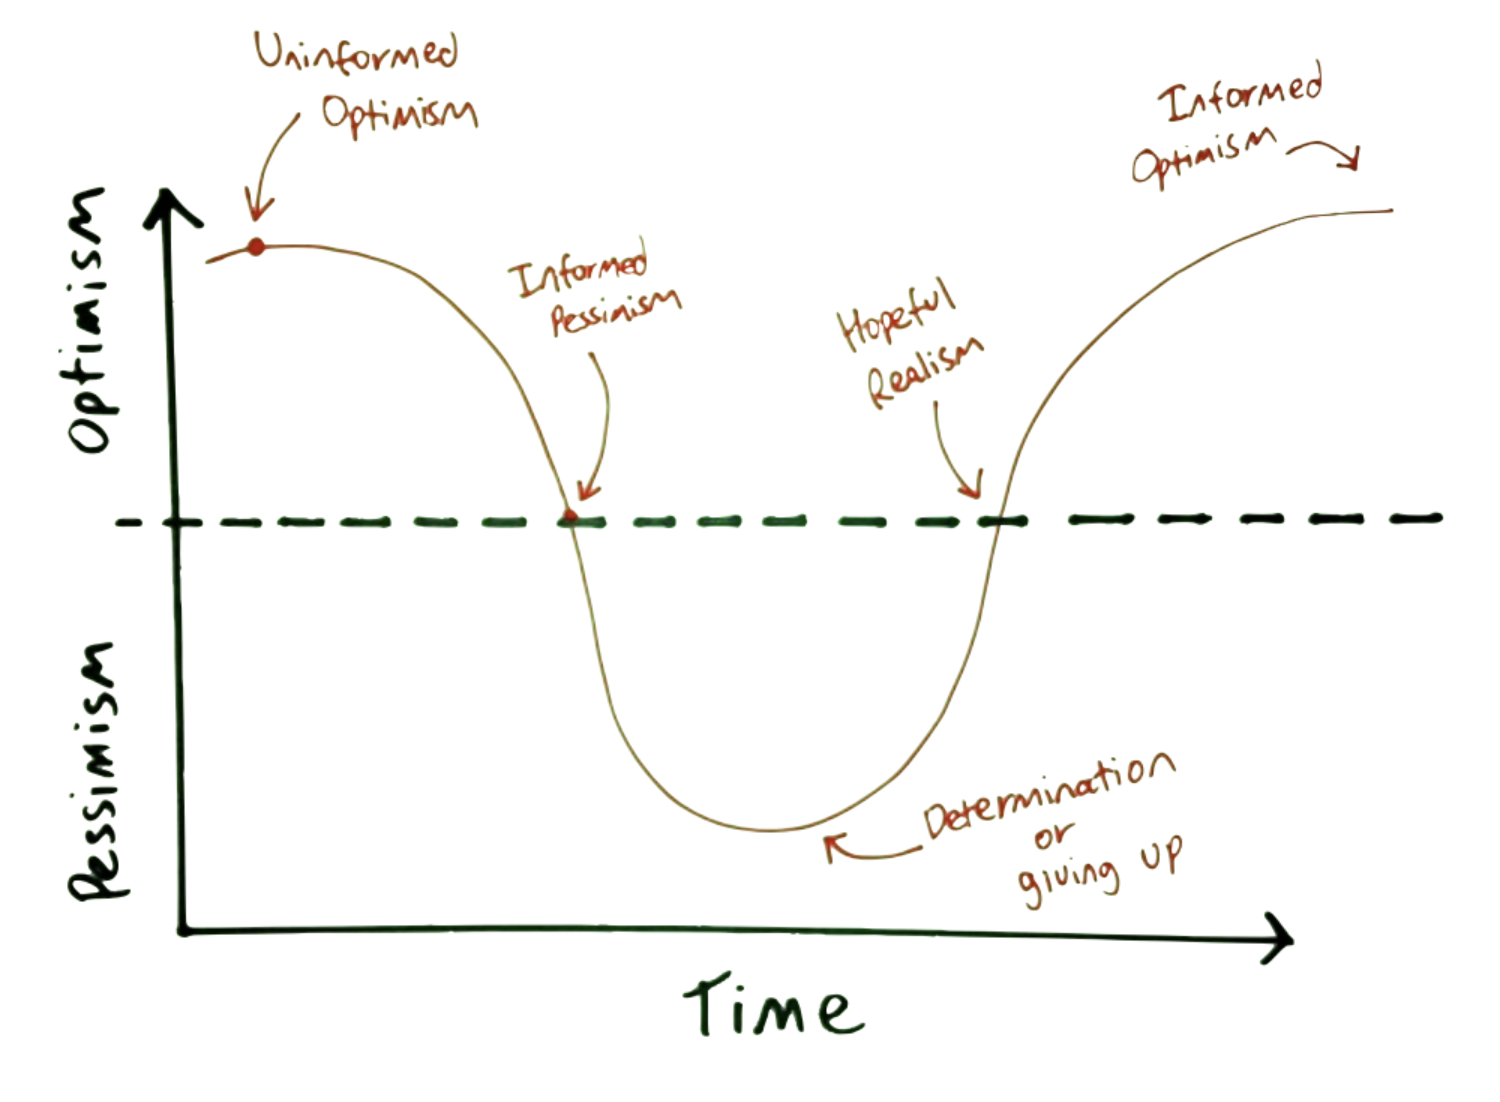 Uninformed
Optimism
Informed
Optimism
Informed
Pessimism
Hopeful
Realism
Optimism
Pessimism
Determination
or
giving up
Time